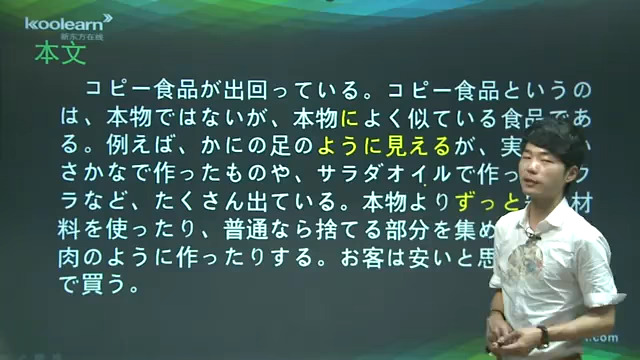 koolearn
新东方在线
本文
コピー食品が出回っている。コピー食品というの
は、本物ではないが、本物によく似ている食品であ
る。例えば、かにの足のように見えるが、実
さかなで作ったものや、サラダオイルで作っ
ラなど、たくさん出ている。本物よりずっと 材
料を使ったり、普通なら捨てる部分を集め
肉のように作ったりする。お客は安いと思
で買う。
.com